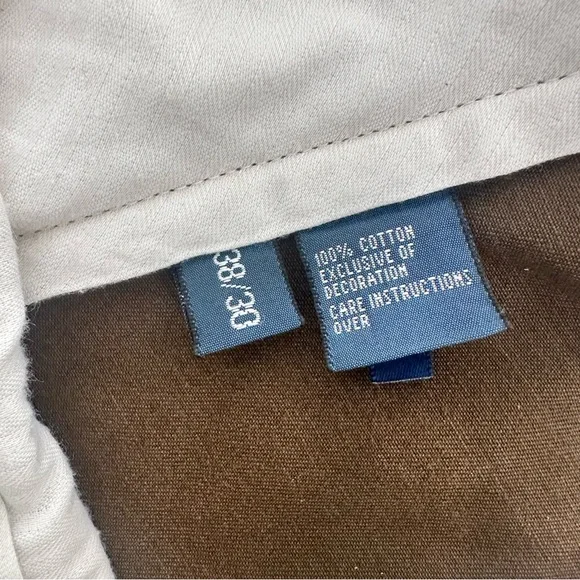 38/30
100% COTTON
EXCLUSIVE OF
DECORATION
CARE INSTRUCTIONS
OVER